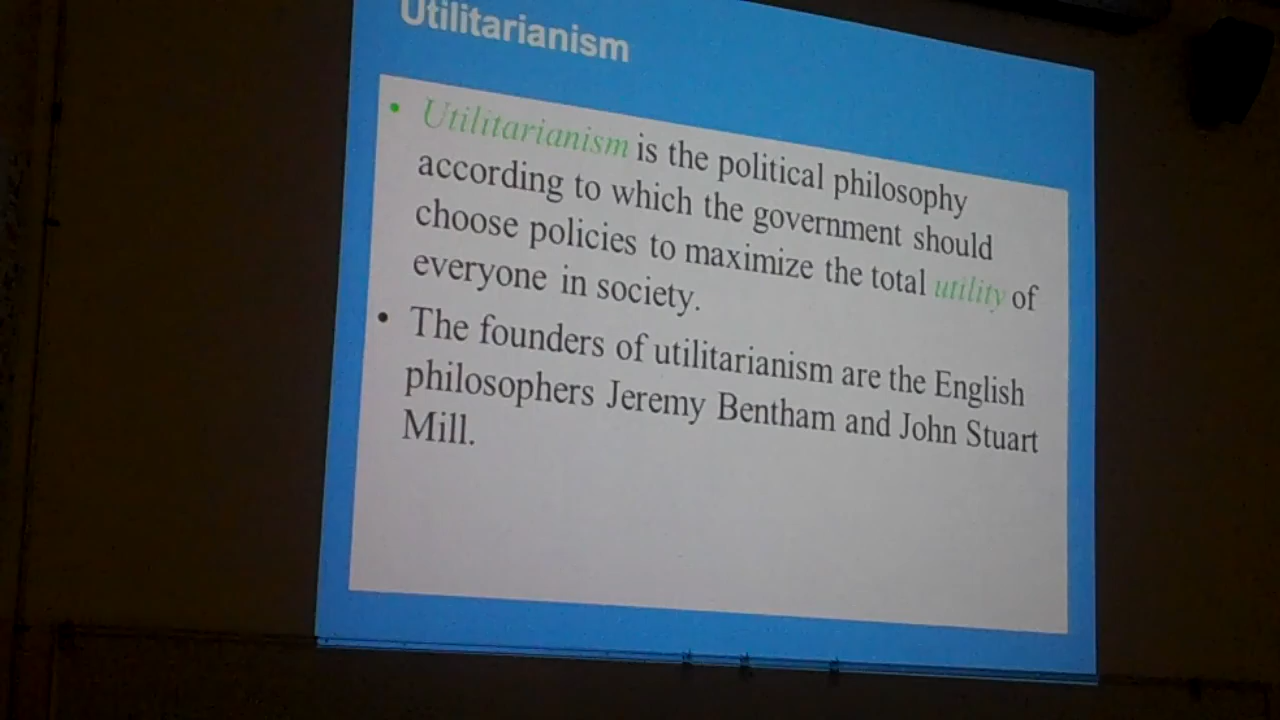 Utilitarianism
• Utilitarianism is the political philosophy
according to which the government should
choose policies to maximize the total utility of
everyone in society.
• The founders of utilitarianism are the English
philosophers Jeremy Bentham and John Stuart
Mill.